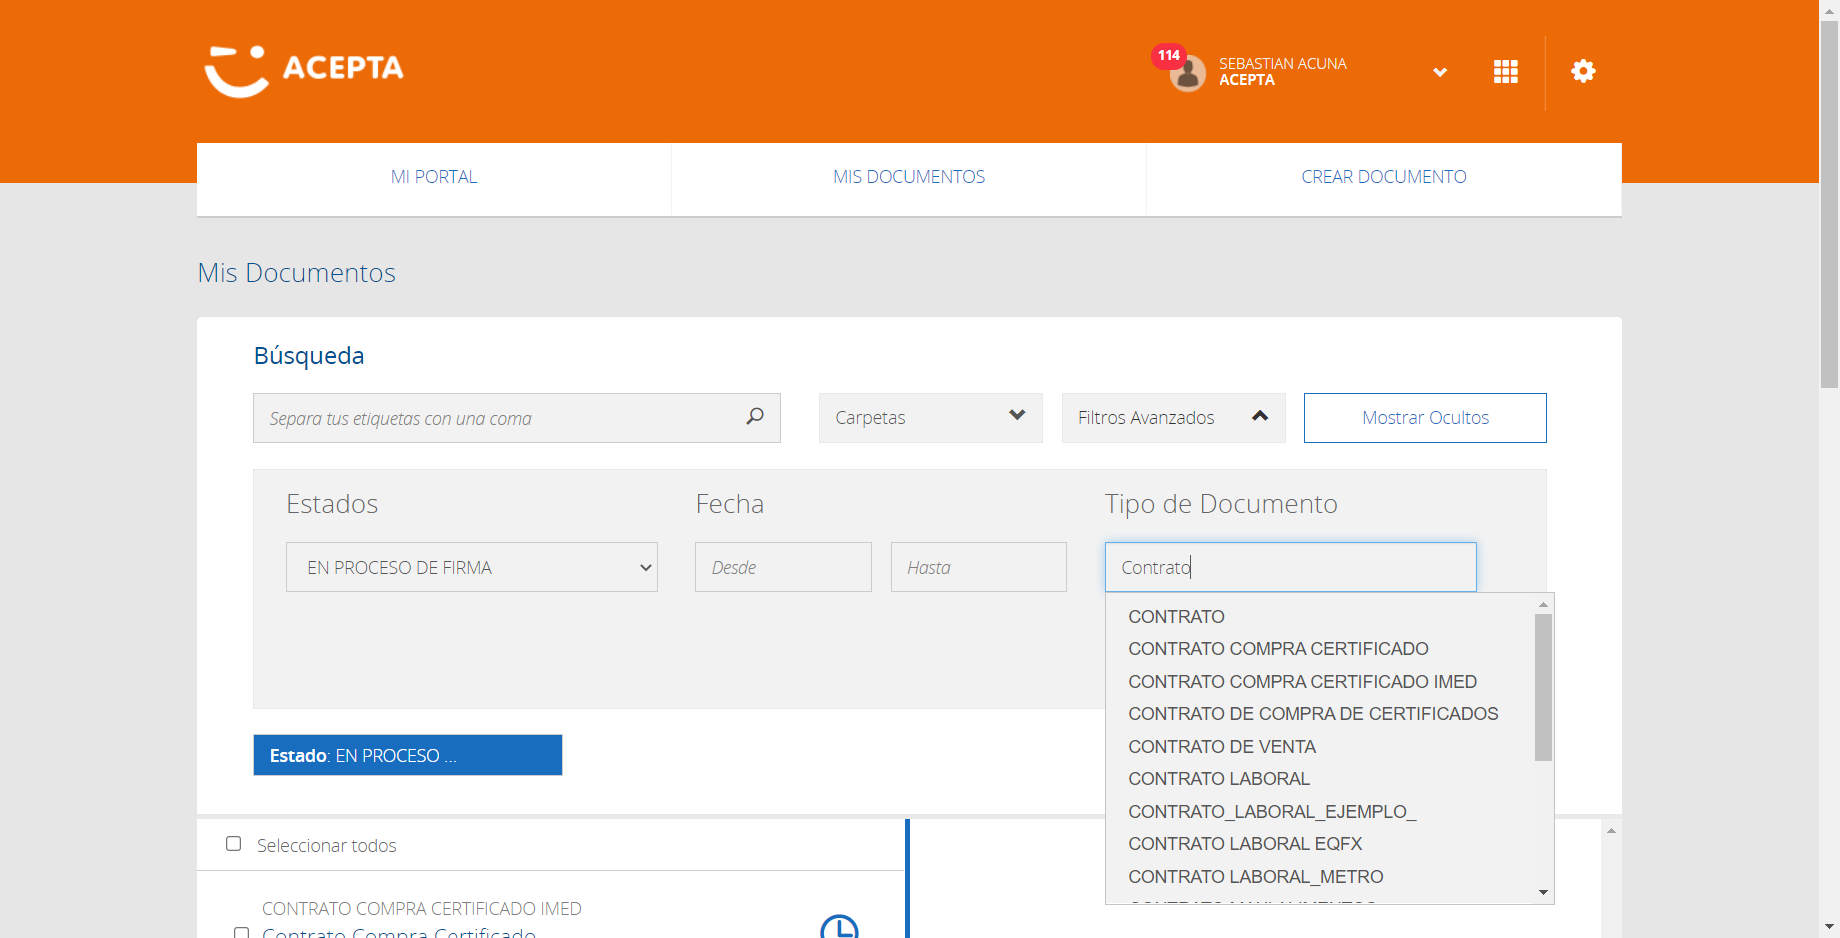 ACEPTA
114
SEBASTIAN ACUNA
ACEPTA
MI PORTAL
MIS DOCUMENTOS
CREAR DOCUMENTO
Mis Documentos
Búsqueda
Separa tus etiquetas con una coma
Carpetas
Filtros Avanzados
Mostrar Ocultos
Estados
Fecha
Tipo de Documento
EN PROCESO DE FIRMA
Desde
Hasta
Contrato
CONTRATO
CONTRATO COMPRA CERTIFICADO
CONTRATO COMPRA CERTIFICADO IMED
CONTRATO DE COMPRA DE CERTIFICADOS
CONTRATO DE VENTA
CONTRATO LABORAL
CONTRATO_LABORAL_EJEMPLO_
CONTRATO LABORAL EQFX
CONTRATO LABORAL_METRO
Estado: EN PROCESO ...
Seleccionar todos
CONTRATO COMPRA CERTIFICADO IMED
Contrato Compra Certificado